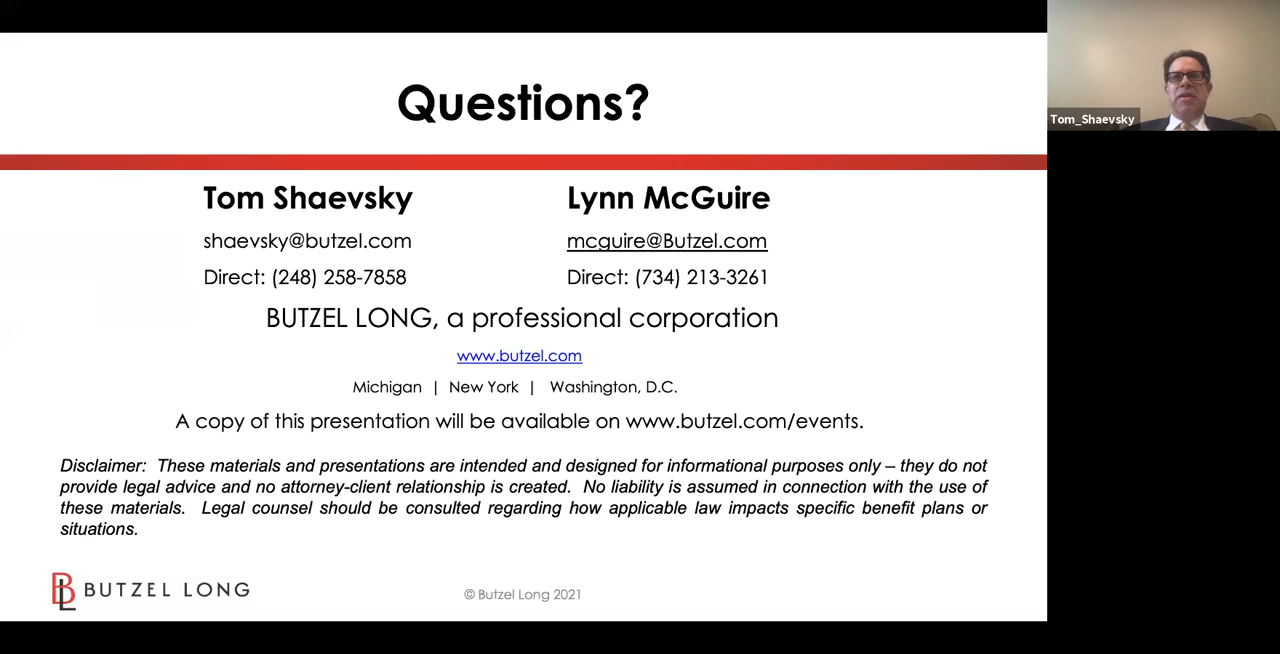 Questions?
Tom Shaevsky
shaevsky@butzel.com
Direct: (248) 258-7858
Lynn McGuire
mcguire@Butzel.com
Direct: (734) 213-3261
BUTZEL LONG, a professional corporation
www.butzel.com
Michigan | New York | Washington, D.C.
A copy of this presentation will be available on www.butzel.com/events.
Disclaimer: These materials and presentations are intended and designed for informational purposes only – they do not
provide legal advice and no attorney-client relationship is created. No liability is assumed in connection with the use of
these materials. Legal counsel should be consulted regarding how applicable law impacts specific benefit plans or
situations.
BL BUTZEL LONG
© Butzel Long 2021
Tom_Shaevsky